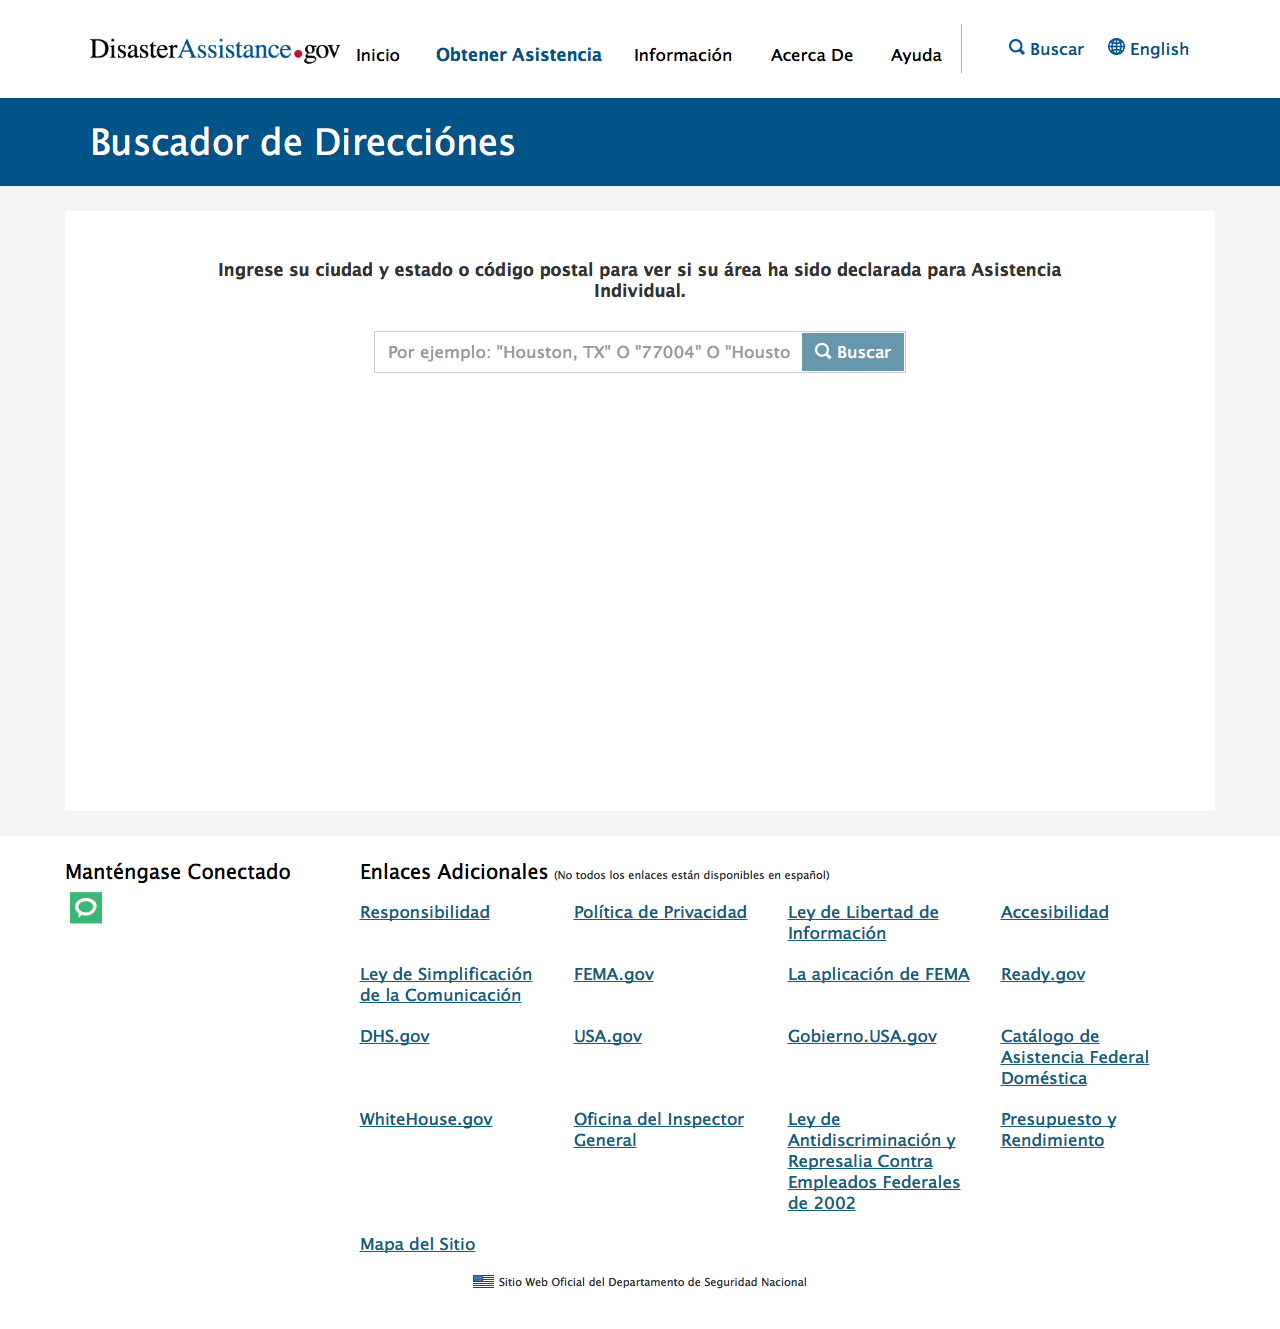 DisasterAssistance.gov Inicio Obtener Asistencia Información Acerca De Ayuda Buscar English
Buscador de Direcciónes
Ingrese su ciudad y estado o código postal para ver si su área ha sido declarada para Asistencia
Individual.
Por ejemplo: "Houston, TX" O "77004" O "Housto Buscar
Manténgase Conectado
Enlaces Adicionales (No todos los enlaces están disponibles en español)
Responsibilidad
Política de Privacidad
Ley de Libertad de
Información
Accesibilidad
Ley de Simplificación
de la Comunicación
FEMA.gov
La aplicación de FEMA
Ready.gov
DHS.gov
USA.gov
Gobierno.USA.gov
Catálogo de
Asistencia Federal
Doméstica
WhiteHouse.gov
Oficina del Inspector
General
Ley de
Antidiscriminación y
Represalia Contra
Empleados Federales
de 2002
Presupuesto y
Rendimiento
Mapa del Sitio
Sitio Web Oficial del Departamento de Seguridad Nacional